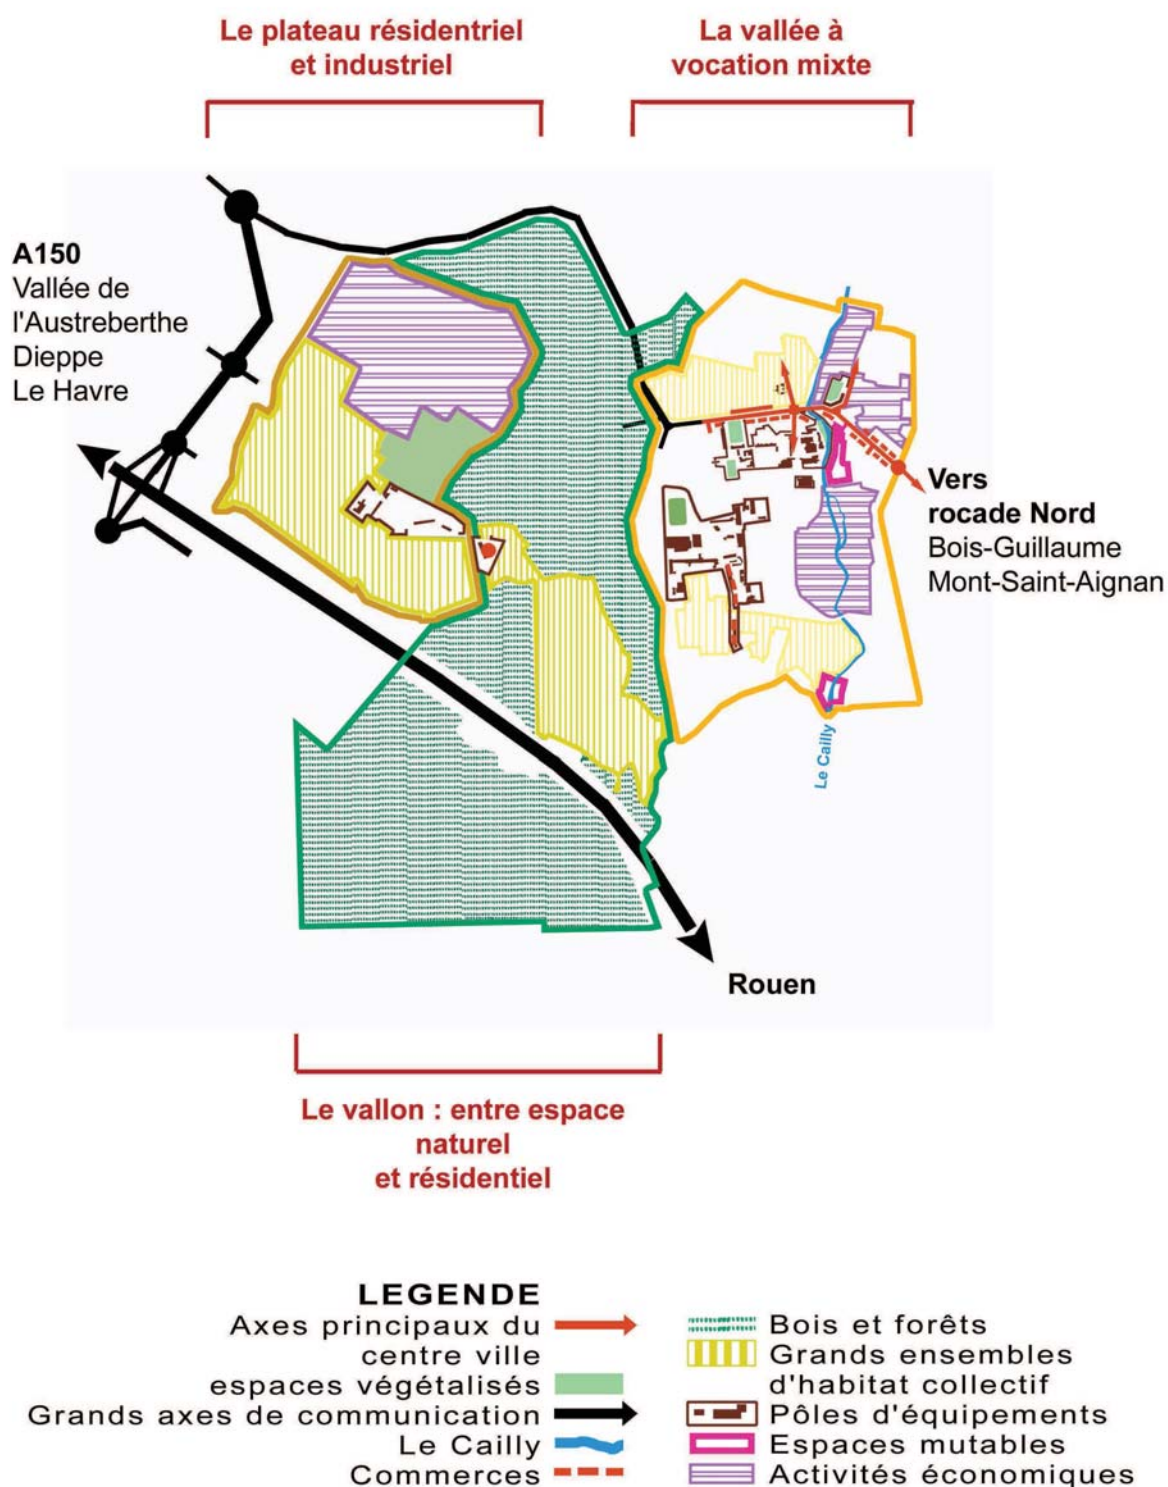 Le plateau résidentriel
et industriel
La vallée à
vocation mixte
A150
Vallée de
l'Austreberthe
Dieppe
Le Havre
Vers
rocade Nord
Bois-Guillaume
Mont-Saint-Aignan
Le Cailly
Rouen
Le vallon : entre espace
naturel
et résidentiel
LEGENDE
Axes principaux du
centre ville
espaces végétalisés
Grands axes de communication
Le Cailly
Commerces
Bois et forêts
Grands ensembles
d'habitat collectif
Pôles d'équipements
Espaces mutables
Activités économiques